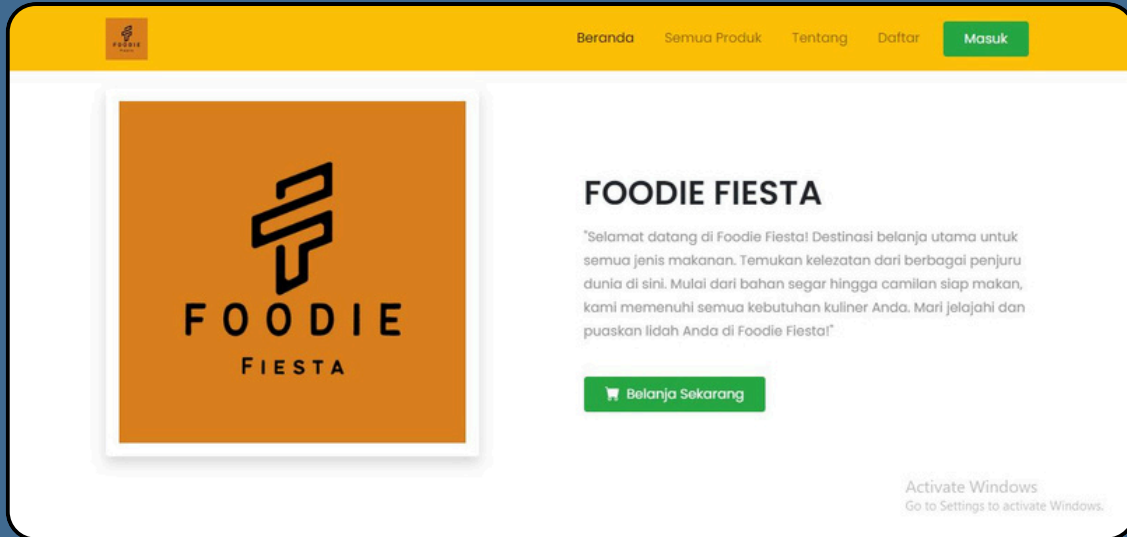 FOODIE
FIESTA
Beranda
Semua Produk
Tentang
Daftar
Masuk
FOODIE
FIESTA
FOODIE FIESTA
"Selamat datang di Foodie Fiesta! Destinasi belanja utama untuk
semua jenis makanan. Temukan kelezatan dari berbagai penjuru
dunia di sini. Mulai dari bahan segar hingga camilan siap makan,
kami memenuhi semua kebutuhan kuliner Anda. Mari jelajahi dan
puaskan lidah Anda di Foodie Fiesta!"
Belanja Sekarang
Activate Windows
Go to Settings to activate Windows.